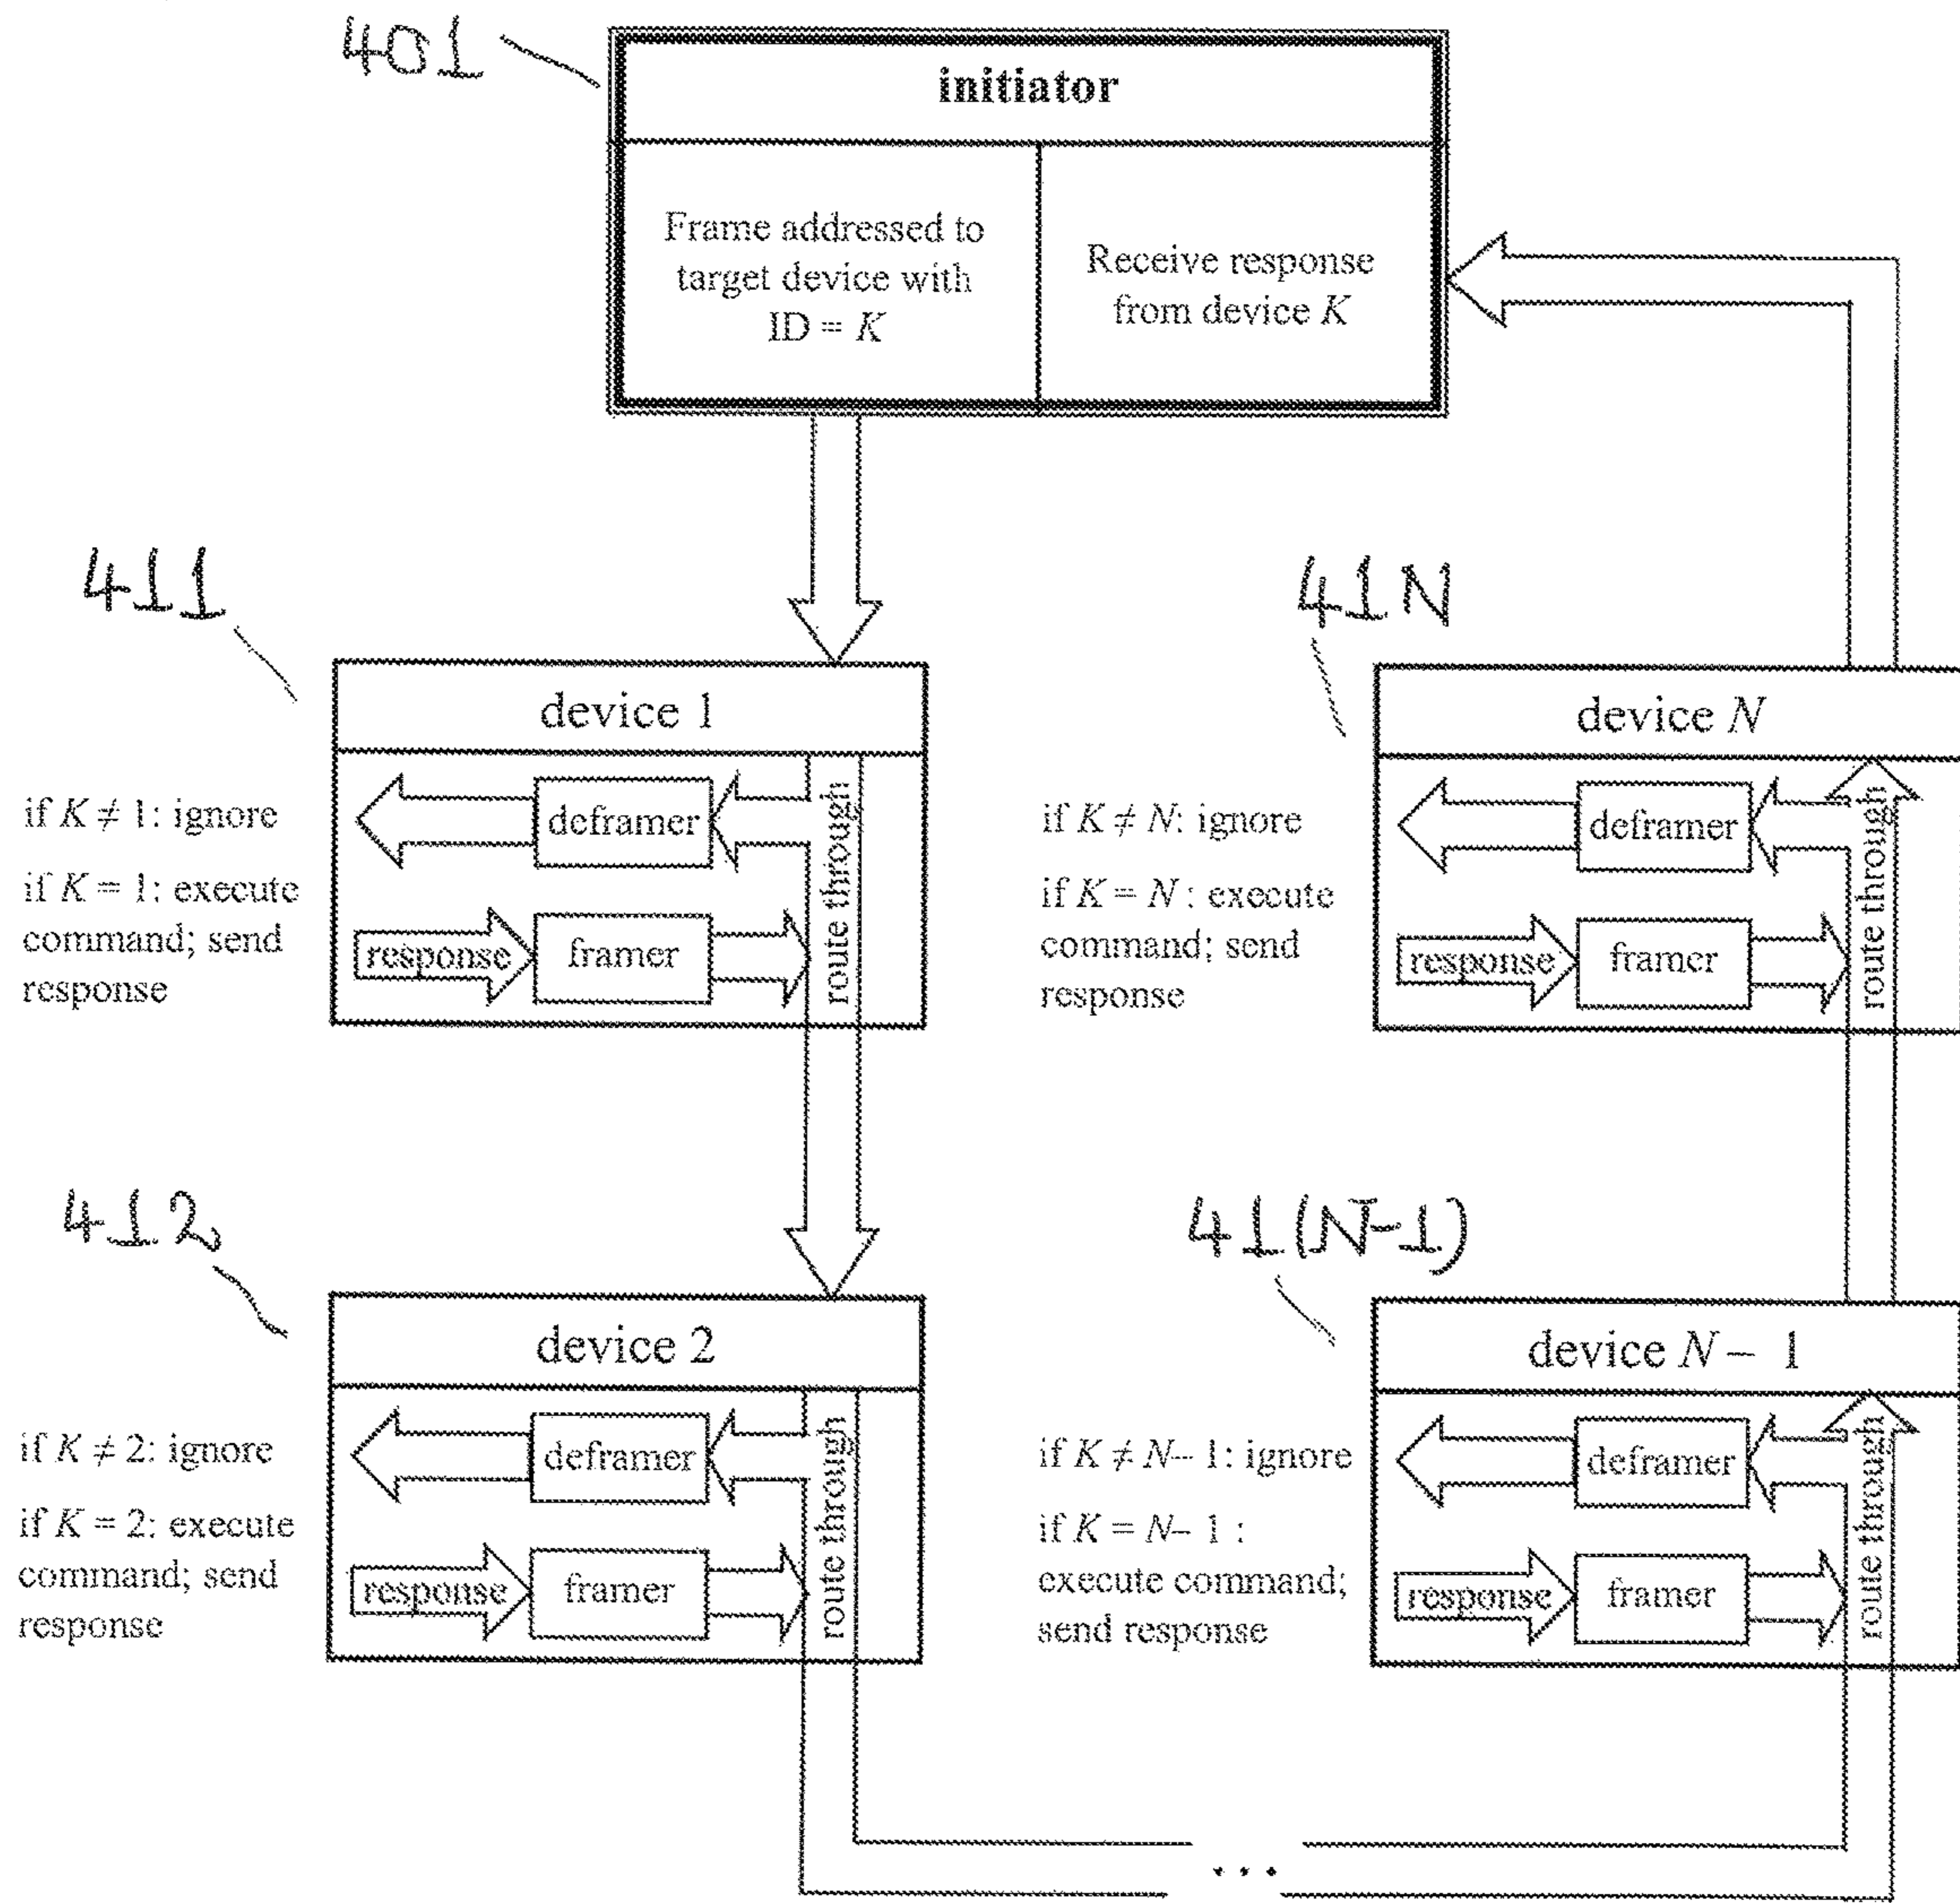 401
initiator
Frame addressed to
target device with
ID = K
Receive response
from device K
411
device 1
if K ≠ 1: ignore
if K = 1: execute
command; send
response
deframer
response
framer
route through
41N
device N
if K ≠ N: ignore
if K = N : execute
command; send
response
deframer
response
framer
route through
412
device 2
if K ≠ 2: ignore
if K = 2: execute
command; send
response
deframer
response
framer
route through
41(N-1)
device N – 1
if K ≠ N– 1: ignore
if K = N– 1 :
execute command;
send response
deframer
response
framer
route through
...